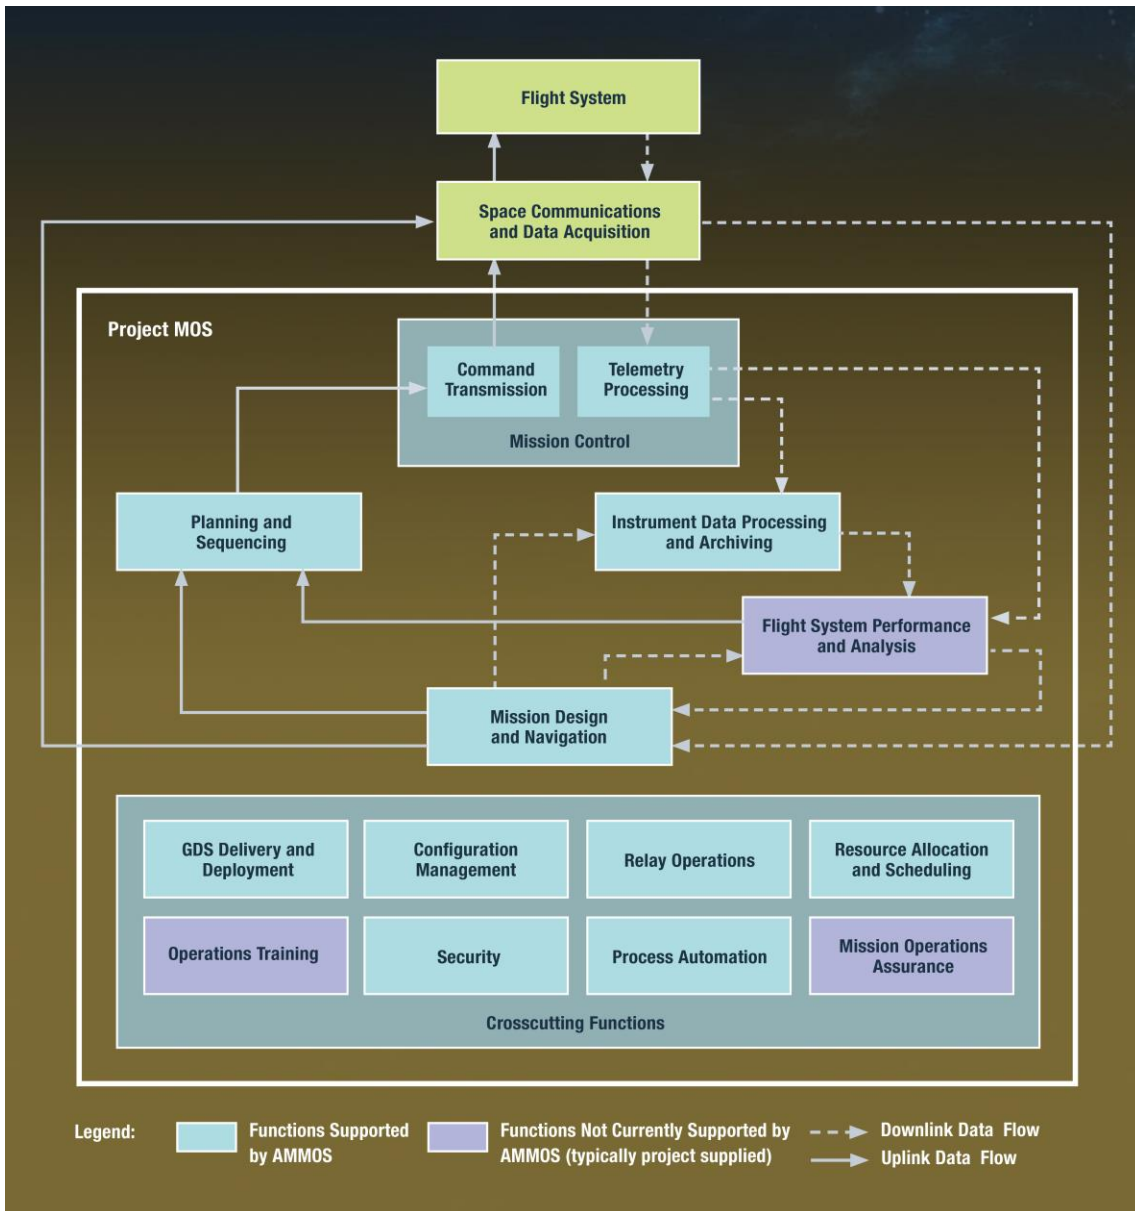 Flight System
Space Communications
and Data Acquisition
Project MOS
Command
Transmission
Telemetry
Processing
Mission Control
Planning and
Sequencing
Instrument Data Processing
and Archiving
Flight System Performance
and Analysis
Mission Design
and Navigation
GDS Delivery and
Deployment
Configuration
Management
Relay Operations
Resource Allocation
and Scheduling
Operations Training
Security
Process Automation
Mission Operations
Assurance
Crosscutting Functions
Legend:
Functions Supported
by AMMOS
Functions Not Currently Supported by
AMMOS (typically project supplied)
Downlink Data Flow
Uplink Data Flow